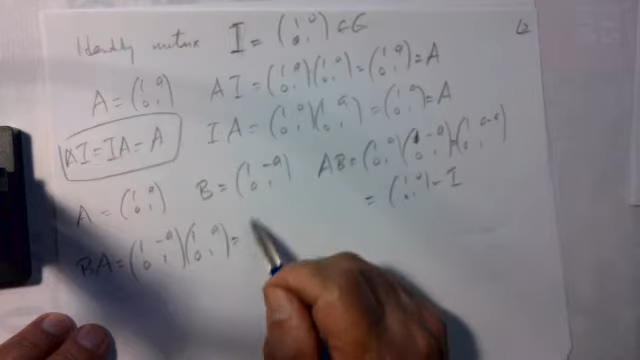 Identity matrix I = (1 0; 0 1) ∈ G
A = (1 a; 0 1) AI = (1 a; 0 1)(1 0; 0 1) = (1 a; 0 1) = A
AI = IA = A IA = (1 0; 0 1)(1 a; 0 1) = (1 a; 0 1) = A
A = (1 a; 0 1) B = (1 -a; 0 1) AB = (1 a; 0 1)(1 -a; 0 1) = (1 a-a; 0 1)
= (1 0; 0 1) = I
BA = (1 -a; 0 1)(1 a; 0 1) =